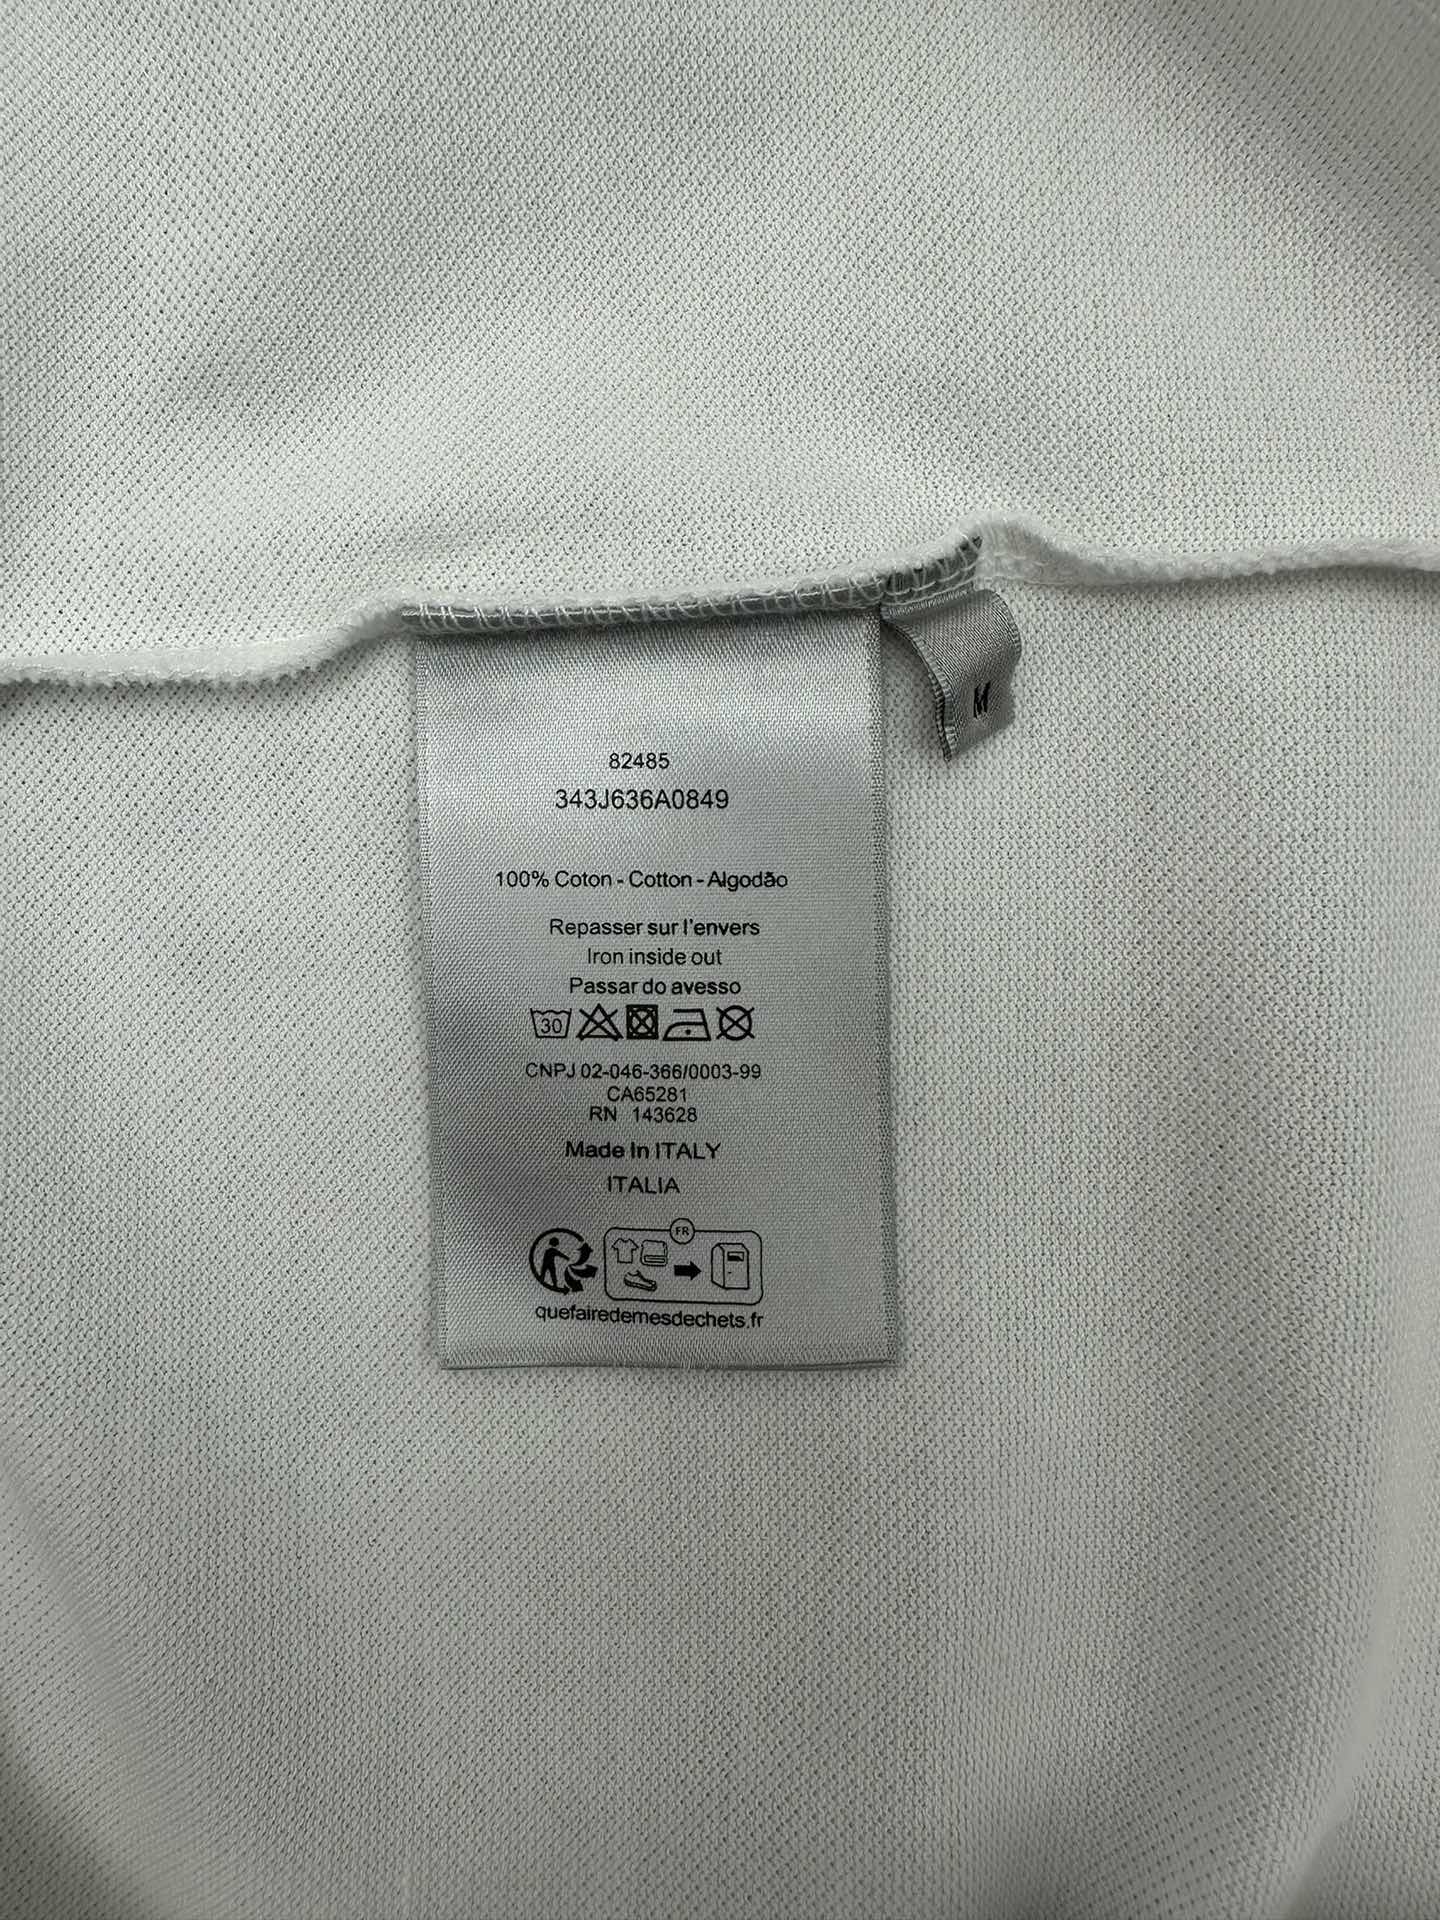 M
82485
343J636A0849
100% Coton - Cotton - Algodão
Repasser sur l'envers
Iron inside out
Passar do avesso
30
CNPJ 02-046-366/0003-99
CA65281
RN 143628
Made In ITALY
ITALIA
FR
quefairedemesdechets.fr